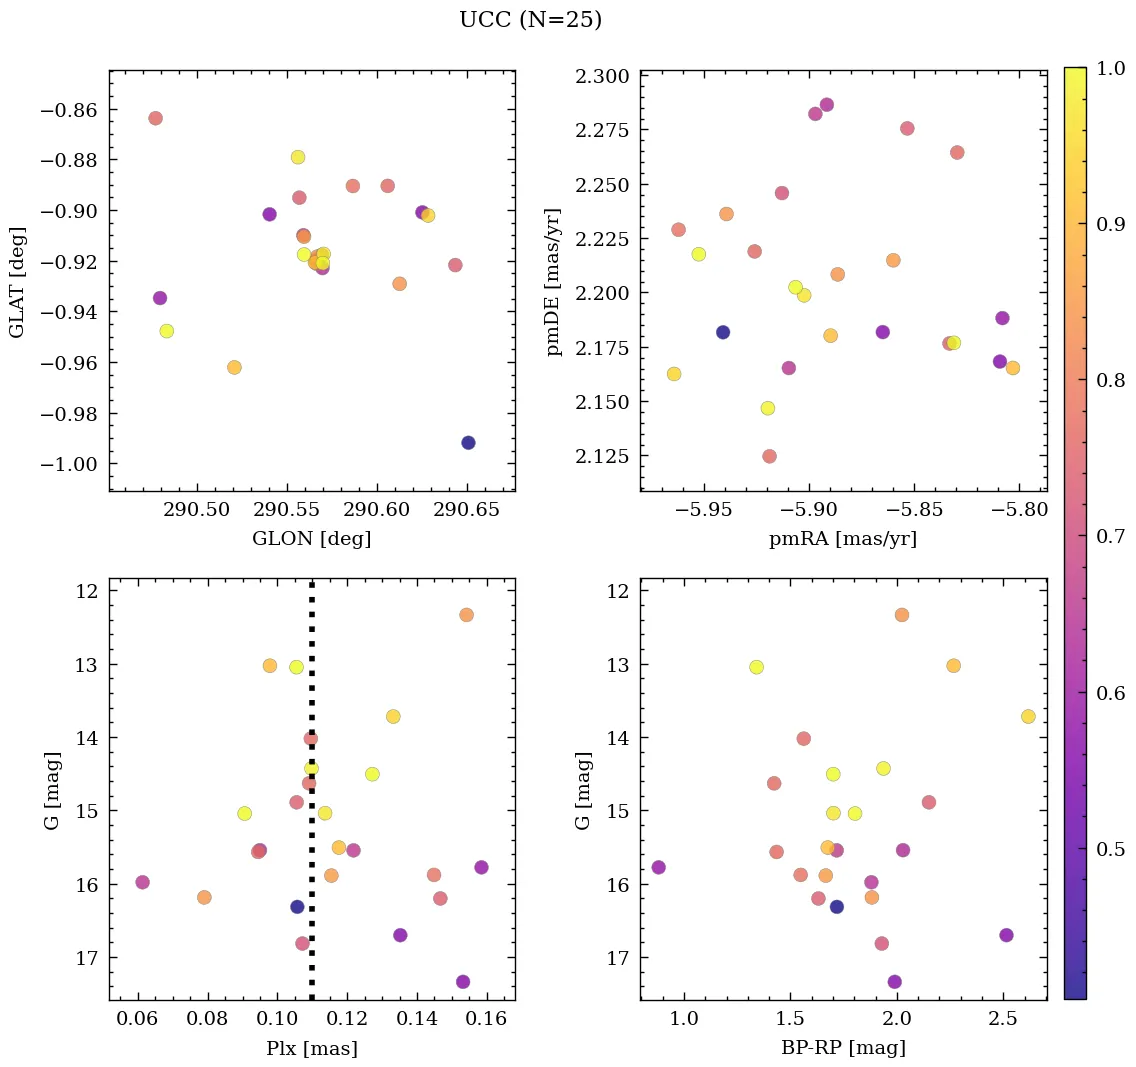 UCC (N=25)
−0.86
−0.88
−0.90
−0.92
−0.94
−0.96
−0.98
−1.00
GLAT [deg]
290.50 290.55 290.60 290.65
GLON [deg]
2.300
2.275
2.250
2.225
2.200
2.175
2.150
2.125
pmDE [mas/yr]
−5.95 −5.90 −5.85 −5.80
pmRA [mas/yr]
12
13
14
15
16
17
G [mag]
0.06 0.08 0.10 0.12 0.14 0.16
Plx [mas]
12
13
14
15
16
17
G [mag]
1.0 1.5 2.0 2.5
BP-RP [mag]
1.0
0.9
0.8
0.7
0.6
0.5